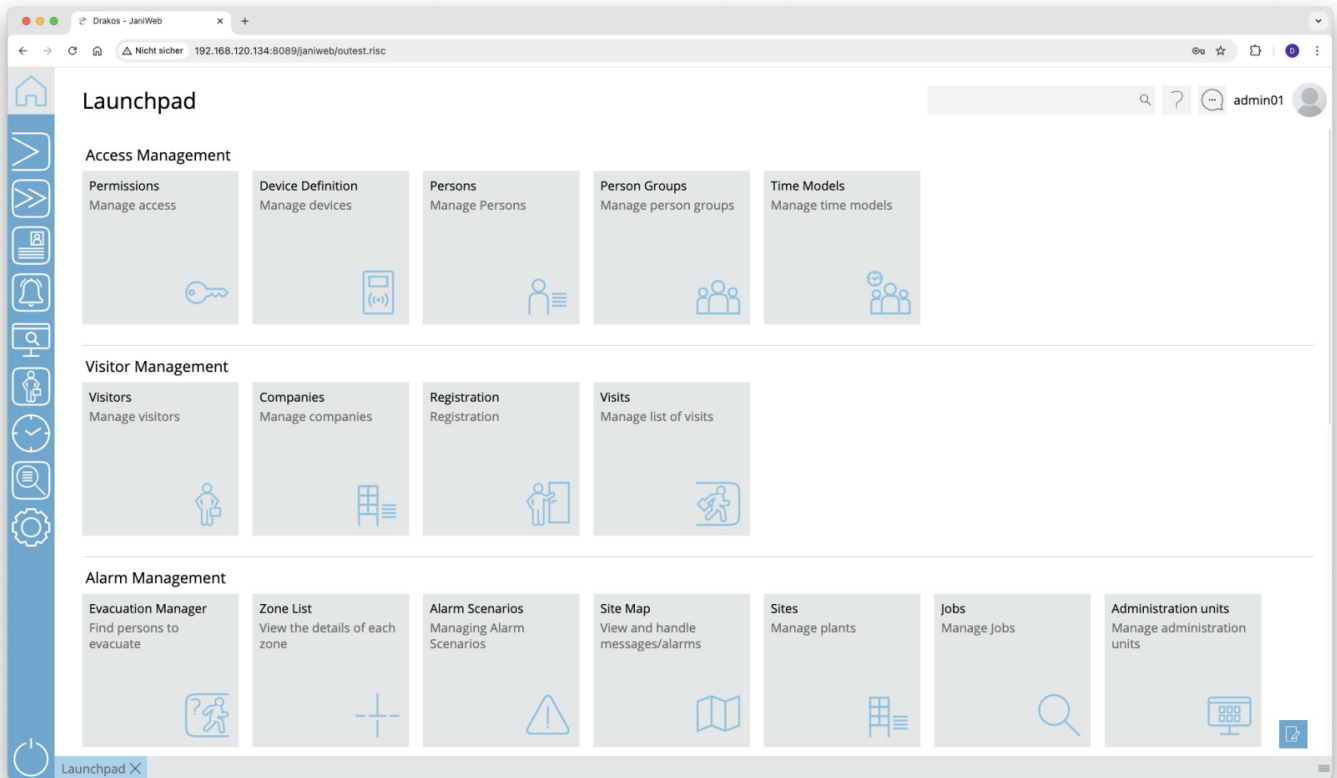 Drakos - JaniWeb
Nicht sicher 192.168.120.134:8089/janiweb/outest.risc
D
Launchpad
admin01
Access Management
Permissions
Manage access
Device Definition
Manage devices
Persons
Manage Persons
Person Groups
Manage person groups
Time Models
Manage time models
Visitor Management
Visitors
Manage visitors
Companies
Manage companies
Registration
Registration
Visits
Manage list of visits
Alarm Management
Evacuation Manager
Find persons to
evacuate
Zone List
View the details of each
zone
Alarm Scenarios
Managing Alarm
Scenarios
Site Map
View and handle
messages/alarms
Sites
Manage plants
Jobs
Manage Jobs
Administration units
Manage administration
units
Launchpad